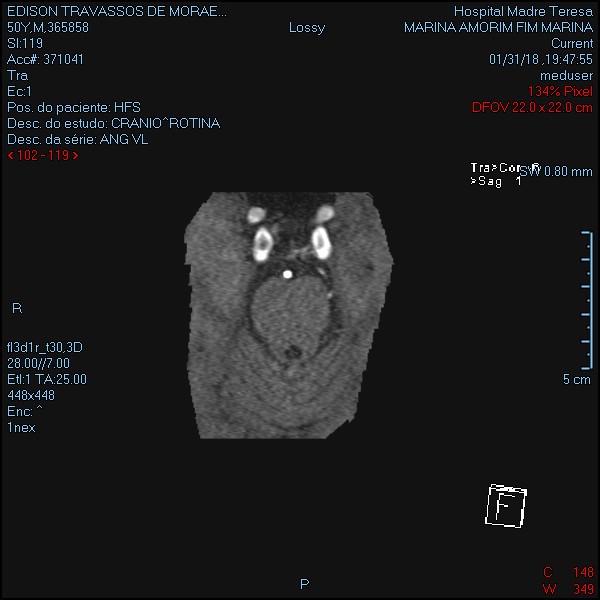 EDISON TRAVASSOS DE MORAE...
50Y,M,365858
SI:119
Acc#: 371041
Tra
Ec:1
Pos. do paciente: HFS
Desc. do estudo: CRANIO^ROTINA
Desc. da série: ANG VL
< 102 - 119 >
Lossy
Hospital Madre Teresa
MARINA AMORIM FIM MARINA
Current
01/31/18 ,19:47:55
meduser
134% Pixel
DFOV 22.0 x 22.0 cm
SW 0.80 mm
Tra>Cor
>Sag 1
R
fl3d1r_t30,3D
28.00//7.00
Etl:1 TA:25.00
448x448
Enc: ^
1nex
5 cm
F
P
C 148
W 349